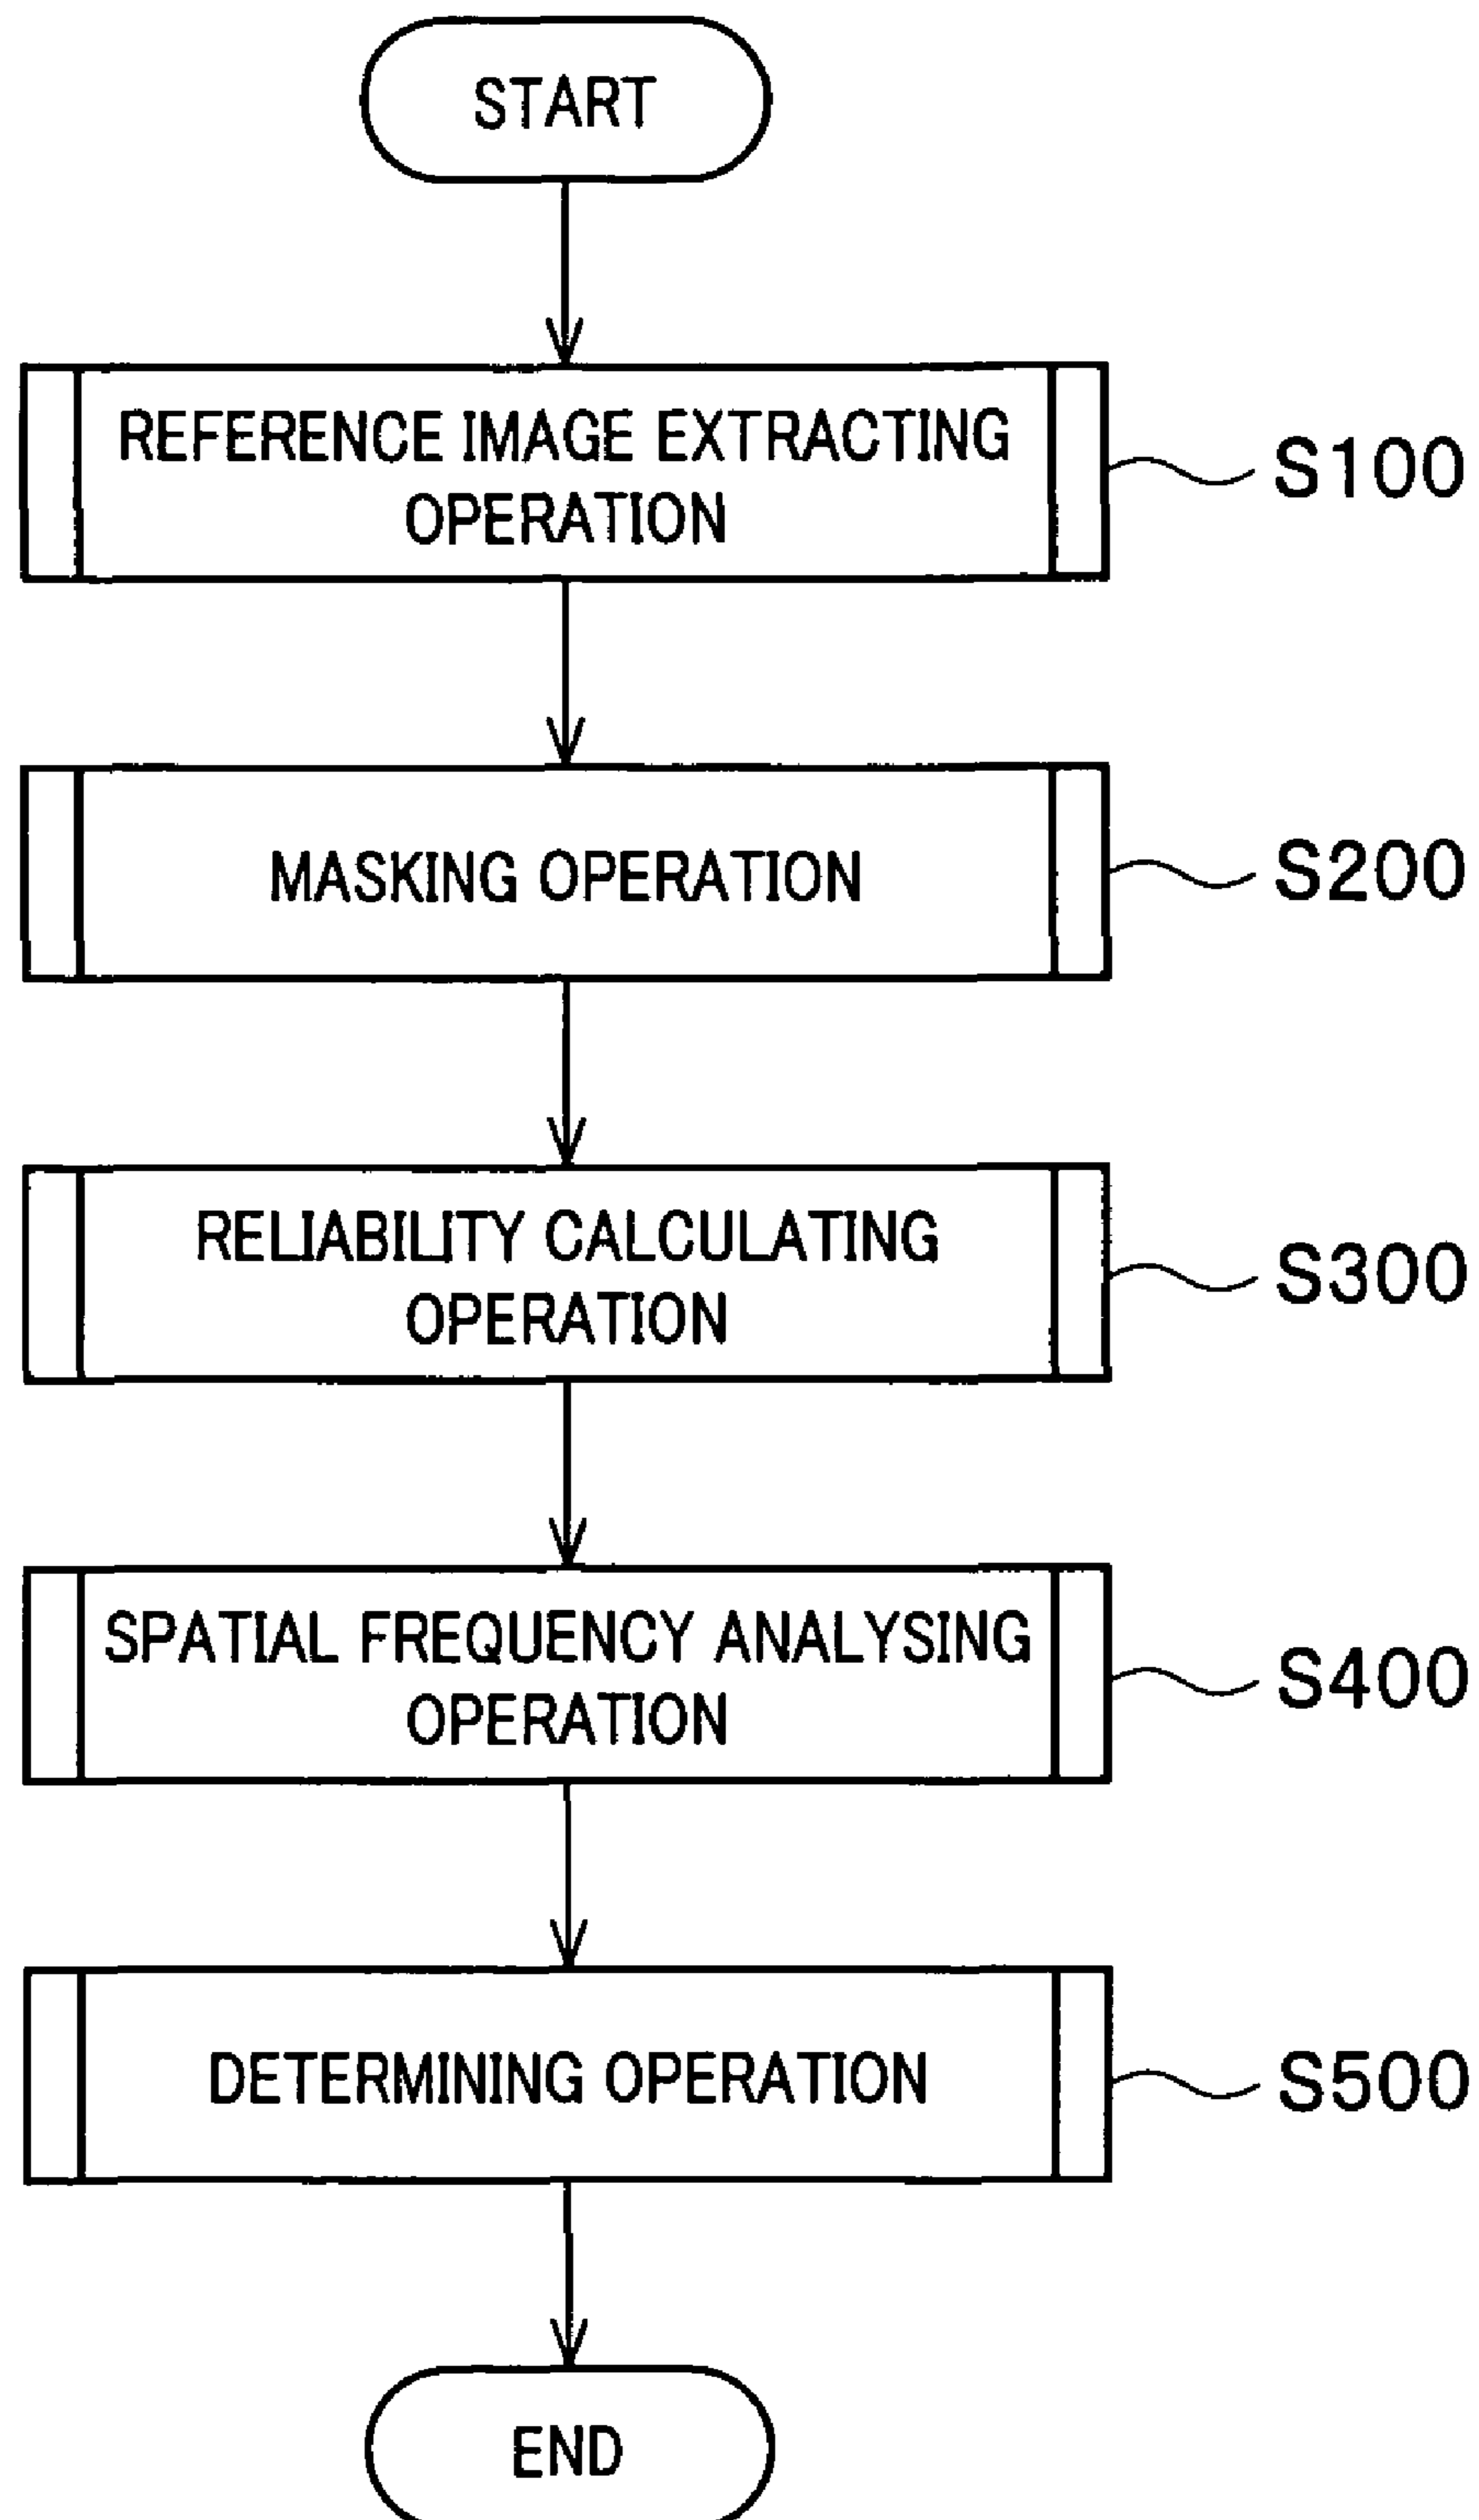 START
REFERENCE IMAGE EXTRACTING
OPERATION
S100
MASKING OPERATION
S200
RELIABILITY CALCULATING
OPERATION
S300
SPATIAL FREQUENCY ANALYSING
OPERATION
S400
DETERMINING OPERATION
S500
END